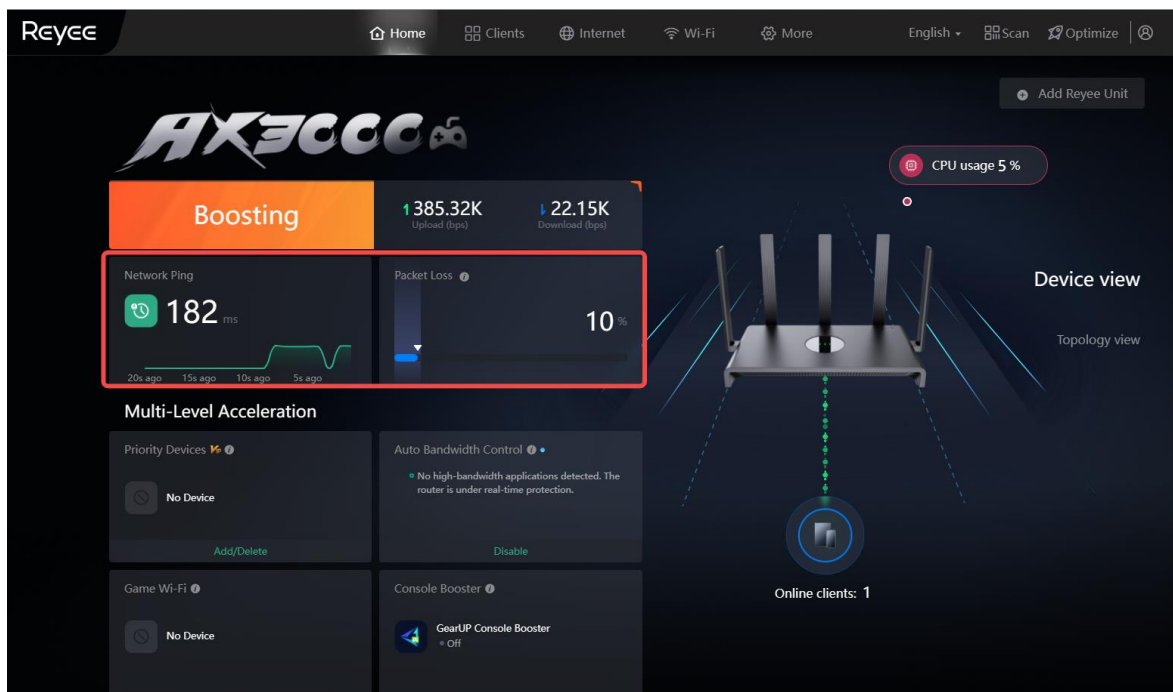 Reyee
Home
Clients
Internet
Wi-Fi
More
English
Scan
Optimize
Add Reyee Unit
AX3000
CPU usage 5 %
Boosting
385.32K
Upload (bps)
22.15K
Download (bps)
Network Ping
182 ms
20s ago 15s ago 10s ago 5s ago
Packet Loss
10 %
Device view
Topology view
Multi-Level Acceleration
Priority Devices
No Device
Add/Delete
Auto Bandwidth Control
No high-bandwidth applications detected. The
router is under real-time protection.
Disable
Game Wi-Fi
No Device
Console Booster
GearUP Console Booster
Off
Online clients: 1